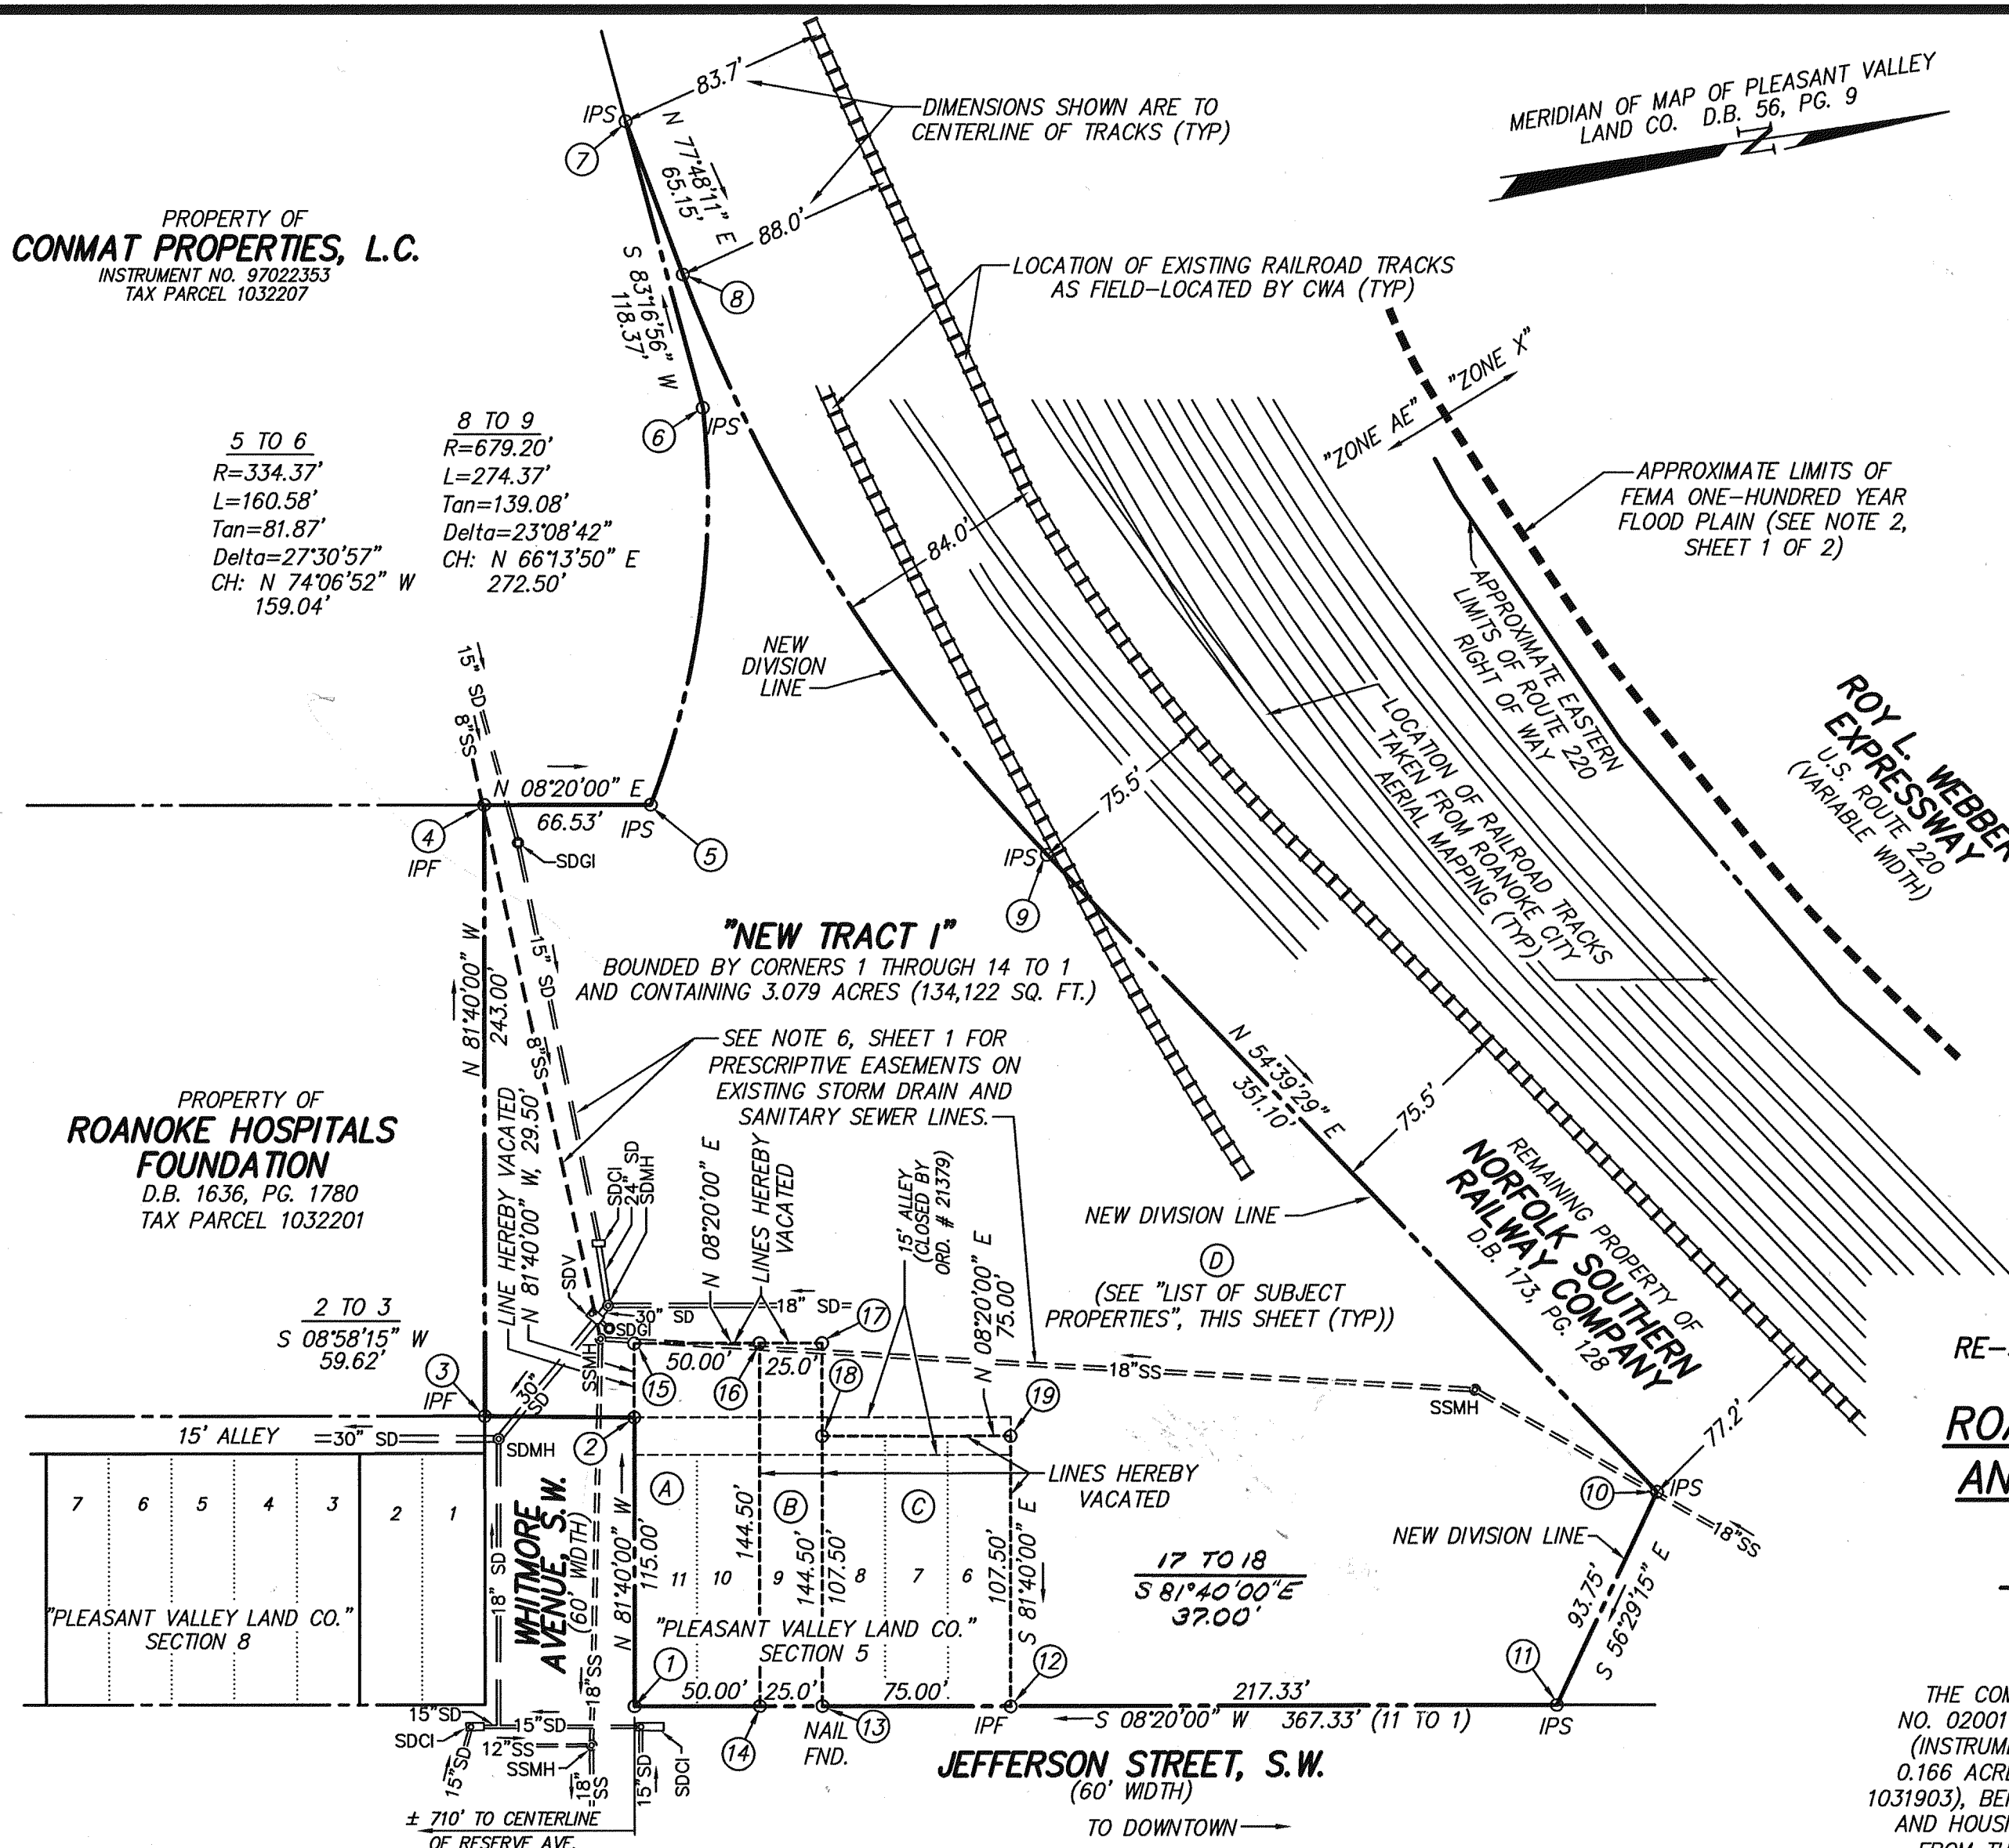 MERIDIAN OF MAP OF PLEASANT VALLEY
LAND CO. D.B. 56, PG. 9
N
83.7'
IPS
7
N 77°48'11" E
65.15'
DIMENSIONS SHOWN ARE TO
CENTERLINE OF TRACKS (TYP)
88.0'
8
S 83°16'56" W
118.37'
PROPERTY OF
CONMAT PROPERTIES, L.C.
INSTRUMENT NO. 97022353
TAX PARCEL 1032207
LOCATION OF EXISTING RAILROAD TRACKS
AS FIELD-LOCATED BY CWA (TYP)
"ZONE X"
"ZONE AE"
6
IPS
5 TO 6
R=334.37'
L=160.58'
Tan=81.87'
Delta=27°30'57"
CH: N 74°06'52" W
159.04'
8 TO 9
R=679.20'
L=274.37'
Tan=139.08'
Delta=23°08'42"
CH: N 66°13'50" E
272.50'
APPROXIMATE LIMITS OF
FEMA ONE-HUNDRED YEAR
FLOOD PLAIN (SEE NOTE 2,
SHEET 1 OF 2)
84.0'
APPROXIMATE EASTERN
LIMITS OF ROUTE 220
RIGHT OF WAY
NEW
DIVISION
LINE
ROY L. WEBBER
EXPRESSWAY
U.S. ROUTE 220
(VARIABLE WIDTH)
LOCATION OF RAILROAD TRACKS
TAKEN FROM ROANOKE CITY
AERIAL MAPPING (TYP)
15" SD
8"SS
N 08°20'00" E
66.53'
4
IPF
IPS
5
SDGI
75.5'
IPS
9
"NEW TRACT I"
BOUNDED BY CORNERS 1 THROUGH 14 TO 1
AND CONTAINING 3.079 ACRES (134,122 SQ. FT.)
N 81°40'00" W
243.00'
15" SD
8"SS
SEE NOTE 6, SHEET 1 FOR
PRESCRIPTIVE EASEMENTS ON
EXISTING STORM DRAIN AND
SANITARY SEWER LINES.
N 54°39'29" E
351.10'
75.5'
PROPERTY OF
ROANOKE HOSPITALS
FOUNDATION
D.B. 1636, PG. 1780
TAX PARCEL 1032201
LINE HEREBY VACATED
N 81°40'00" W, 29.50'
SDCI
24" SD
SDMH
N 08°20'00" E
LINES HEREBY
VACATED
15' ALLEY
(CLOSED BY
ORD. # 21379)
N 08°20'00" E
75.00'
NEW DIVISION LINE
D
(SEE "LIST OF SUBJECT
PROPERTIES", THIS SHEET (TYP))
REMAINING PROPERTY OF
NORFOLK SOUTHERN
RAILWAY COMPANY
D.B. 173, PG. 128
2 TO 3
S 08°58'15" W
59.62'
SDV
30"
SD
18" SD
SDGI
SSMH
50.00'
25.0'
15
16
17
18
19
18"SS
SSMH
77.2'
3
IPF
30"
SD
15' ALLEY
30" SD
SDMH
2
10
IPS
18"SS
RE-
ROA
AN
LINES HEREBY
VACATED
NEW DIVISION LINE
7
6
5
4
3
2
1
18" SD
WHITMORE
AVENUE, S.W.
(60' WIDTH)
N 81°40'00" W
115.00'
A
B
C
11
10
144.50'
9
144.50'
107.50'
8
7
6
107.50'
S 81°40'00" E
17 TO 18
S 81°40'00"E
37.00'
93.75'
S 56°29'15" E
"PLEASANT VALLEY LAND CO."
SECTION 8
"PLEASANT VALLEY LAND CO."
SECTION 5
1
12
11
18"SS
50.00'
25.0'
75.00'
217.33'
S 08°20'00" W 367.33' (11 TO 1)
14
NAIL
FND.
13
IPF
IPS
15"SD
SDCI
15"SD
12"SS
SSMH
15"SD
18"
SS
15"SD
SDCI
JEFFERSON STREET, S.W.
(60' WIDTH)
TO DOWNTOWN
± 710' TO CENTERLINE
OF RESERVE AVE.
THE COM
NO. 02001
(INSTRUM
0.166 ACRE
1031903), BEI
AND HOUSI
FROM TH